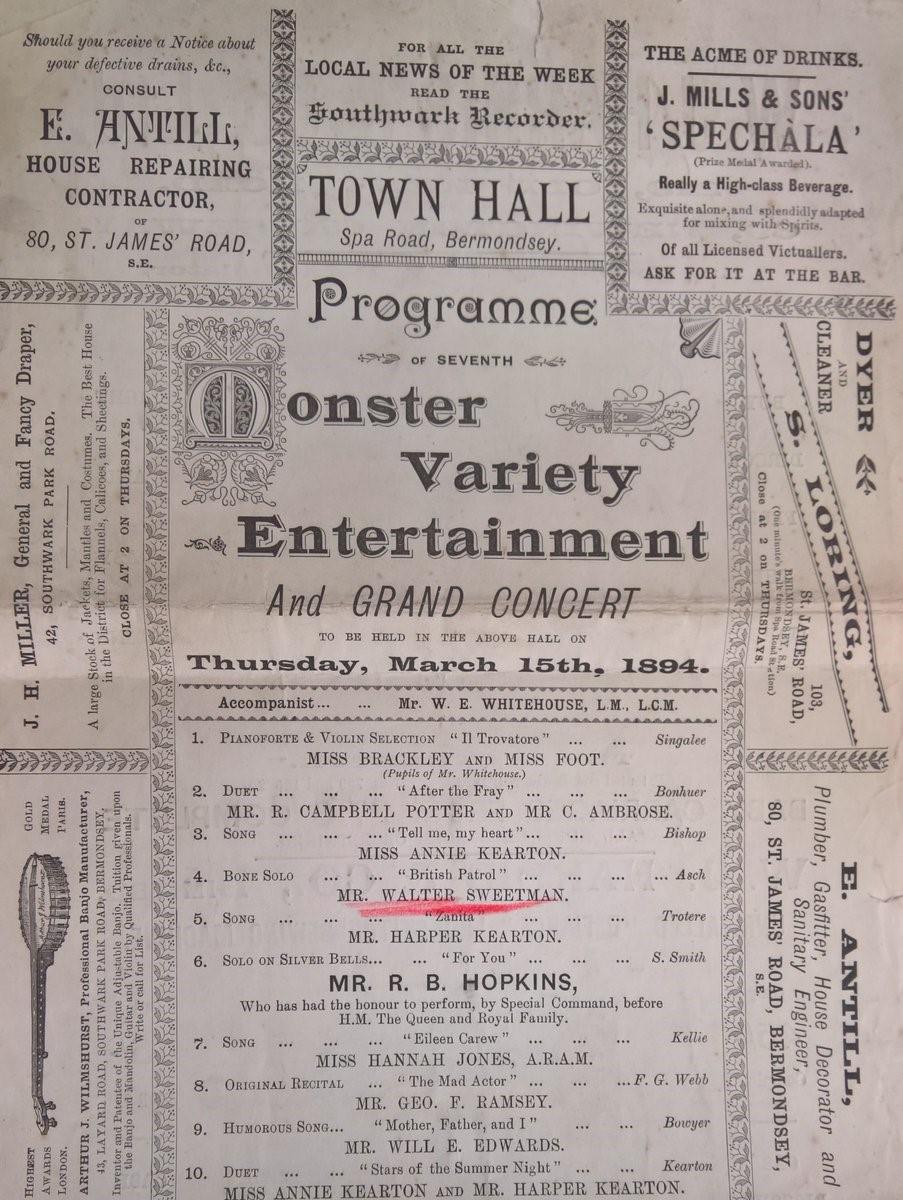 Should you receive a Notice about
your defective drains, &c.,
CONSULT
E. ANTILL,
HOUSE REPAIRING
CONTRACTOR,
OF
80, ST. JAMES' ROAD,
S.E.
FOR ALL THE
LOCAL NEWS OF THE WEEK
READ THE
Southwark Recorder.
TOWN HALL
Spa Road, Bermondsey.
THE ACME OF DRINKS.
J. MILLS & SONS'
'SPECHÀLA'
(Prize Medal Awarded).
Really a High-class Beverage.
Exquisite alone, and splendidly adapted
for mixing with Spirits.
Of all Licensed Victuallers.
ASK FOR IT AT THE BAR.
J. H. MILLER, General and Fancy Draper,
42, SOUTHWARK PARK ROAD.
A large Stock of Jackets, Mantles and Costumes. The Best House
in the District for Flannels, Calicoes, and Sheetings.
CLOSE AT 2 ON THURSDAYS.
Programme
OF SEVENTH
Monster
Variety
Entertainment
And GRAND CONCERT
TO BE HELD IN THE ABOVE HALL ON
Thursday, March 15th, 1894.
Accompanist... ... Mr. W. E. WHITEHOUSE, L.M., L.C.M.
1. PIANOFORTE & VIOLIN SELECTION "Il Trovatore" ... ... Singalee
MISS BRACKLEY AND MISS FOOT.
(Pupils of Mr. Whitehouse.)
2. DUET ... ... ... "After the Fray" ... ... ... Bonhuer
MR. R. CAMPBELL POTTER AND MR C. AMBROSE.
3. SONG ... ... ... "Tell me, my heart"... ... ... Bishop
MISS ANNIE KEARTON.
4. BONE SOLO ... ... "British Patrol" ... ... ... ... Asch
MR. WALTER SWEETMAN.
5. SONG ... ... ... "Zanita" ... ... ... Trotere
MR. HARPER KEARTON.
6. SOLO ON SILVER BELLS... ... "For You" ... ... ... S. Smith
MR. R. B. HOPKINS,
Who has had the honour to perform, by Special Command, before
H.M. The Queen and Royal Family.
7. SONG ... ... ... "Eileen Carew" ... ... ... Kellie
MISS HANNAH JONES, A.R.A.M.
8. ORIGINAL RECITAL ... "The Mad Actor" ... ... ...F. G. Webb
MR. GEO. F. RAMSEY.
9. HUMOROUS SONG... ... "Mother, Father, and I" ... ... Bowyer
MR. WILL E. EDWARDS.
10. DUET ... ... "Stars of the Summer Night" ... ... Kearton
MISS ANNIE KEARTON AND MR. HARPER KEARTON.
DYER
AND
CLEANER
S. LORING,
103,
St. JAMES' ROAD,
BERMONDSEY, S.E.
(One minute's walk from Spa Road Station)
Close at 2 on THURSDAYS.
GOLD
MEDAL
PARIS.
HIGHEST
AWARDS
LONDON.
ARTHUR J. WILMSHURST, Professional Banjo Manufacturer,
43, LAYARD ROAD, SOUTHWARK PARK ROAD, BERMONDSEY,
Inventor and Patentee of the Unique Adjustable Banjo. Tuition given upon
the Banjo and Mandolin, Guitar and Violin by Qualified Professionals.
Write or call for List.
E. ANTILL,
Plumber, Gasfitter, House Decorator and
Sanitary Engineer,
80, ST. JAMES' ROAD, BERMONDSEY,
S.E.